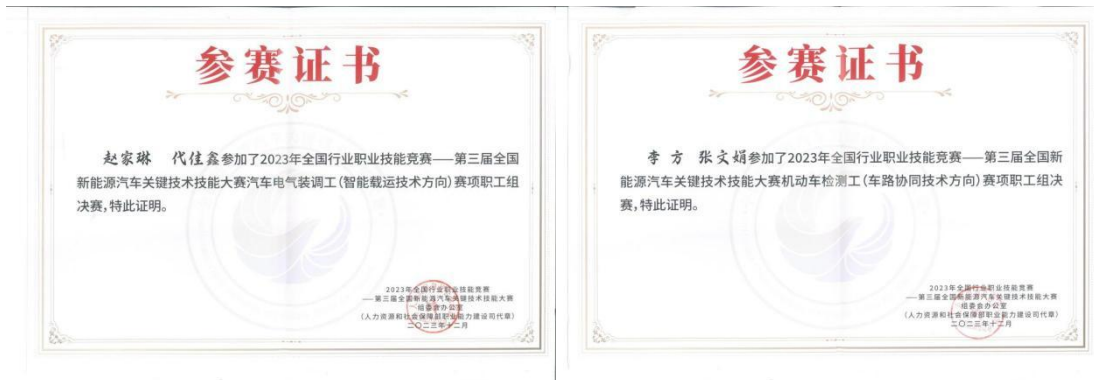 参赛证书
赵家琳 代佳鑫参加了2023年全国行业职业技能竞赛——第三届全国
新能源汽车关键技术技能大赛汽车电气装调工(智能载运技术方向)赛项职工组
决赛,特此证明。
2023年全国行业职业技能竞赛
——第三届全国新能源汽车关键技术技能大赛
组委会办公室
(人力资源和社会保障部职业能力建设司代章)
二〇二三年十二月
参赛证书
李方 张文娟参加了2023年全国行业职业技能竞赛——第三届全国新
能源汽车关键技术技能大赛机动车检测工(车路协同技术方向)赛项职工组决
赛,特此证明。
2023年全国行业职业技能竞赛
——第三届全国新能源汽车关键技术技能大赛
组委会办公室
(人力资源和社会保障部职业能力建设司代章)
二〇二三年十二月